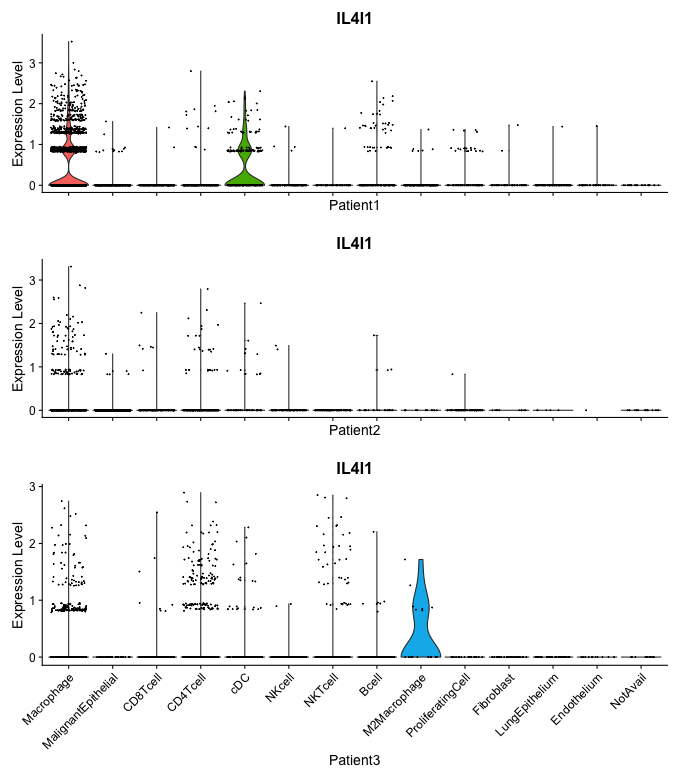 IL4I1
Expression Level
3
2
1
0
Patient1
IL4I1
Expression Level
3
2
1
0
Patient2
IL4I1
Expression Level
3
2
1
0
Macrophage
MalignantEpithelial
CD8Tcell
CD4Tcell
cDC
NKcell
NKTcell
Bcell
M2Macrophage
ProliferatingCell
Fibroblast
LungEpithelium
Endothelium
NotAvail
Patient3